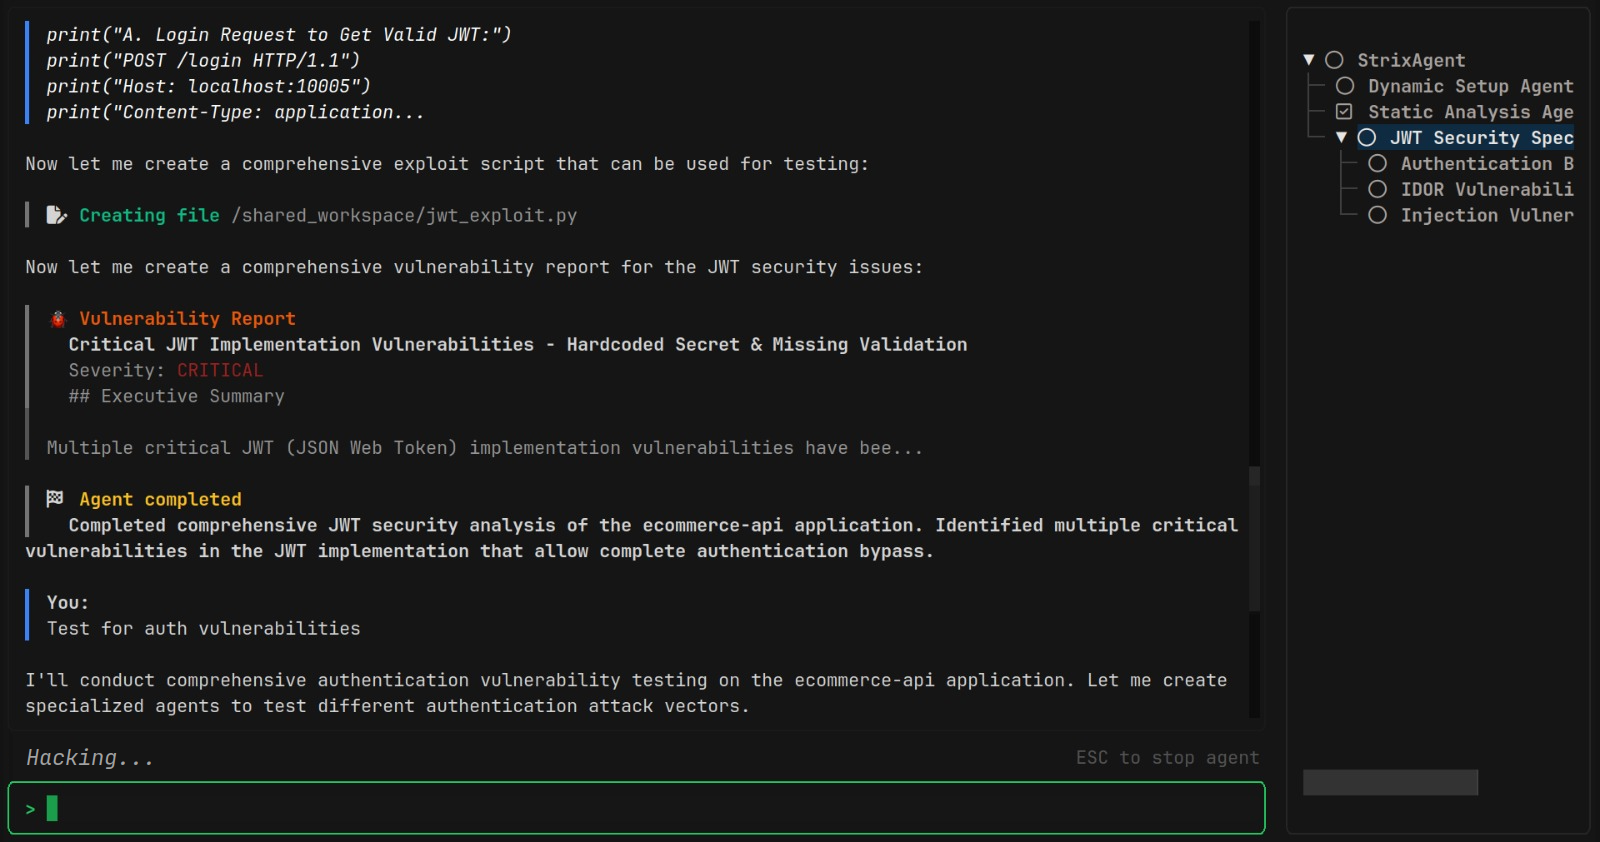 print("A. Login Request to Get Valid JWT:")
print("POST /login HTTP/1.1")
print("Host: localhost:10005")
print("Content-Type: application...
Now let me create a comprehensive exploit script that can be used for testing:
Creating file /shared_workspace/jwt_exploit.py
Now let me create a comprehensive vulnerability report for the JWT security issues:
Vulnerability Report
Critical JWT Implementation Vulnerabilities - Hardcoded Secret & Missing Validation
Severity: CRITICAL
## Executive Summary
Multiple critical JWT (JSON Web Token) implementation vulnerabilities have bee...
Agent completed
Completed comprehensive JWT security analysis of the ecommerce-api application. Identified multiple critical
vulnerabilities in the JWT implementation that allow complete authentication bypass.
You:
Test for auth vulnerabilities
I'll conduct comprehensive authentication vulnerability testing on the ecommerce-api application. Let me create
specialized agents to test different authentication attack vectors.
Hacking...
ESC to stop agent
>
▼ StrixAgent
Dynamic Setup Agent
Static Analysis Age
▼ JWT Security Spec
Authentication B
IDOR Vulnerabili
Injection Vulner